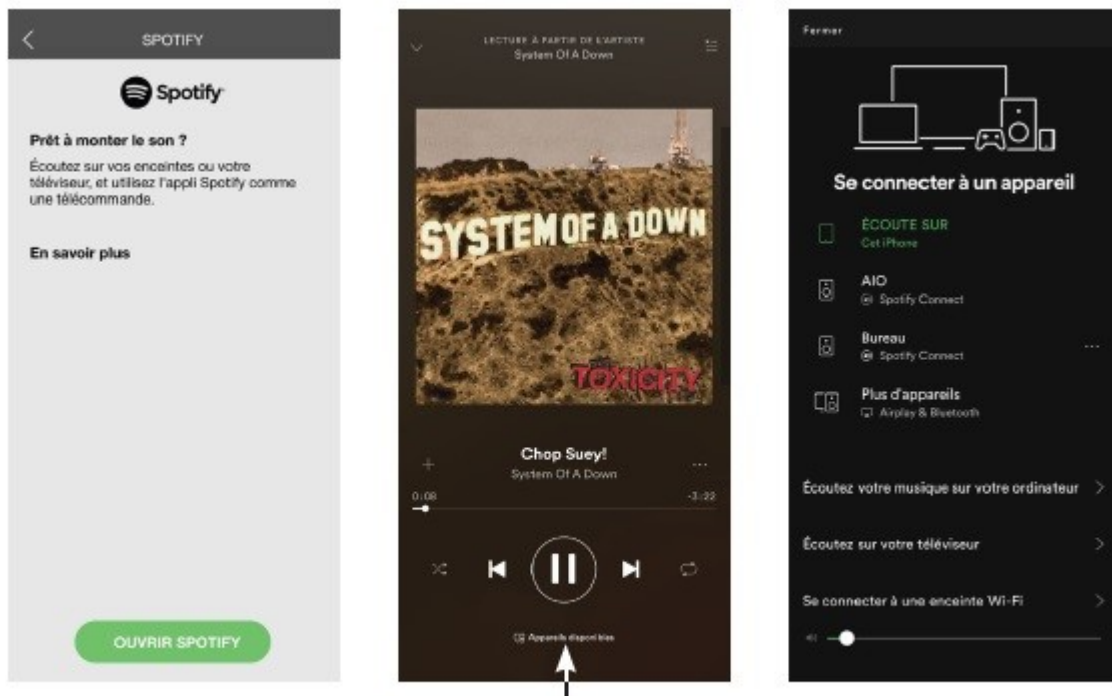 SPOTIFY
Spotify
Prêt à monter le son ?
Écoutez sur vos enceintes ou votre
téléviseur, et utilisez l'appli Spotify comme
une télécommande.
En savoir plus
OUVRIR SPOTIFY
LECTURE À PARTIR DE L'ARTISTE
System Of A Down
SYSTEM OF A DOWN
TOXICITY
Chop Suey!
System Of A Down
0:08
-3:22
Appareils disponibles
Fermer
Se connecter à un appareil
ÉCOUTE SUR
Cet iPhone
AIO
Spotify Connect
Bureau
Spotify Connect
Plus d'appareils
Airplay & Bluetooth
Écoutez votre musique sur votre ordinateur
Écoutez sur votre téléviseur
Se connecter à une enceinte Wi-Fi